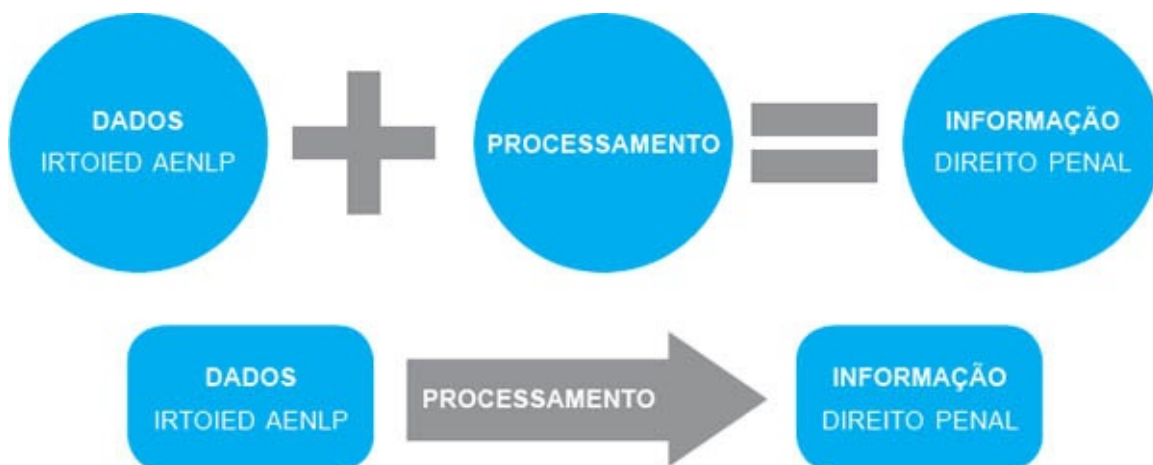 DADOS
IRTOIED AENLP
PROCESSAMENTO
INFORMAÇÃO
DIREITO PENAL
DADOS
IRTOIED AENLP
PROCESSAMENTO
INFORMAÇÃO
DIREITO PENAL